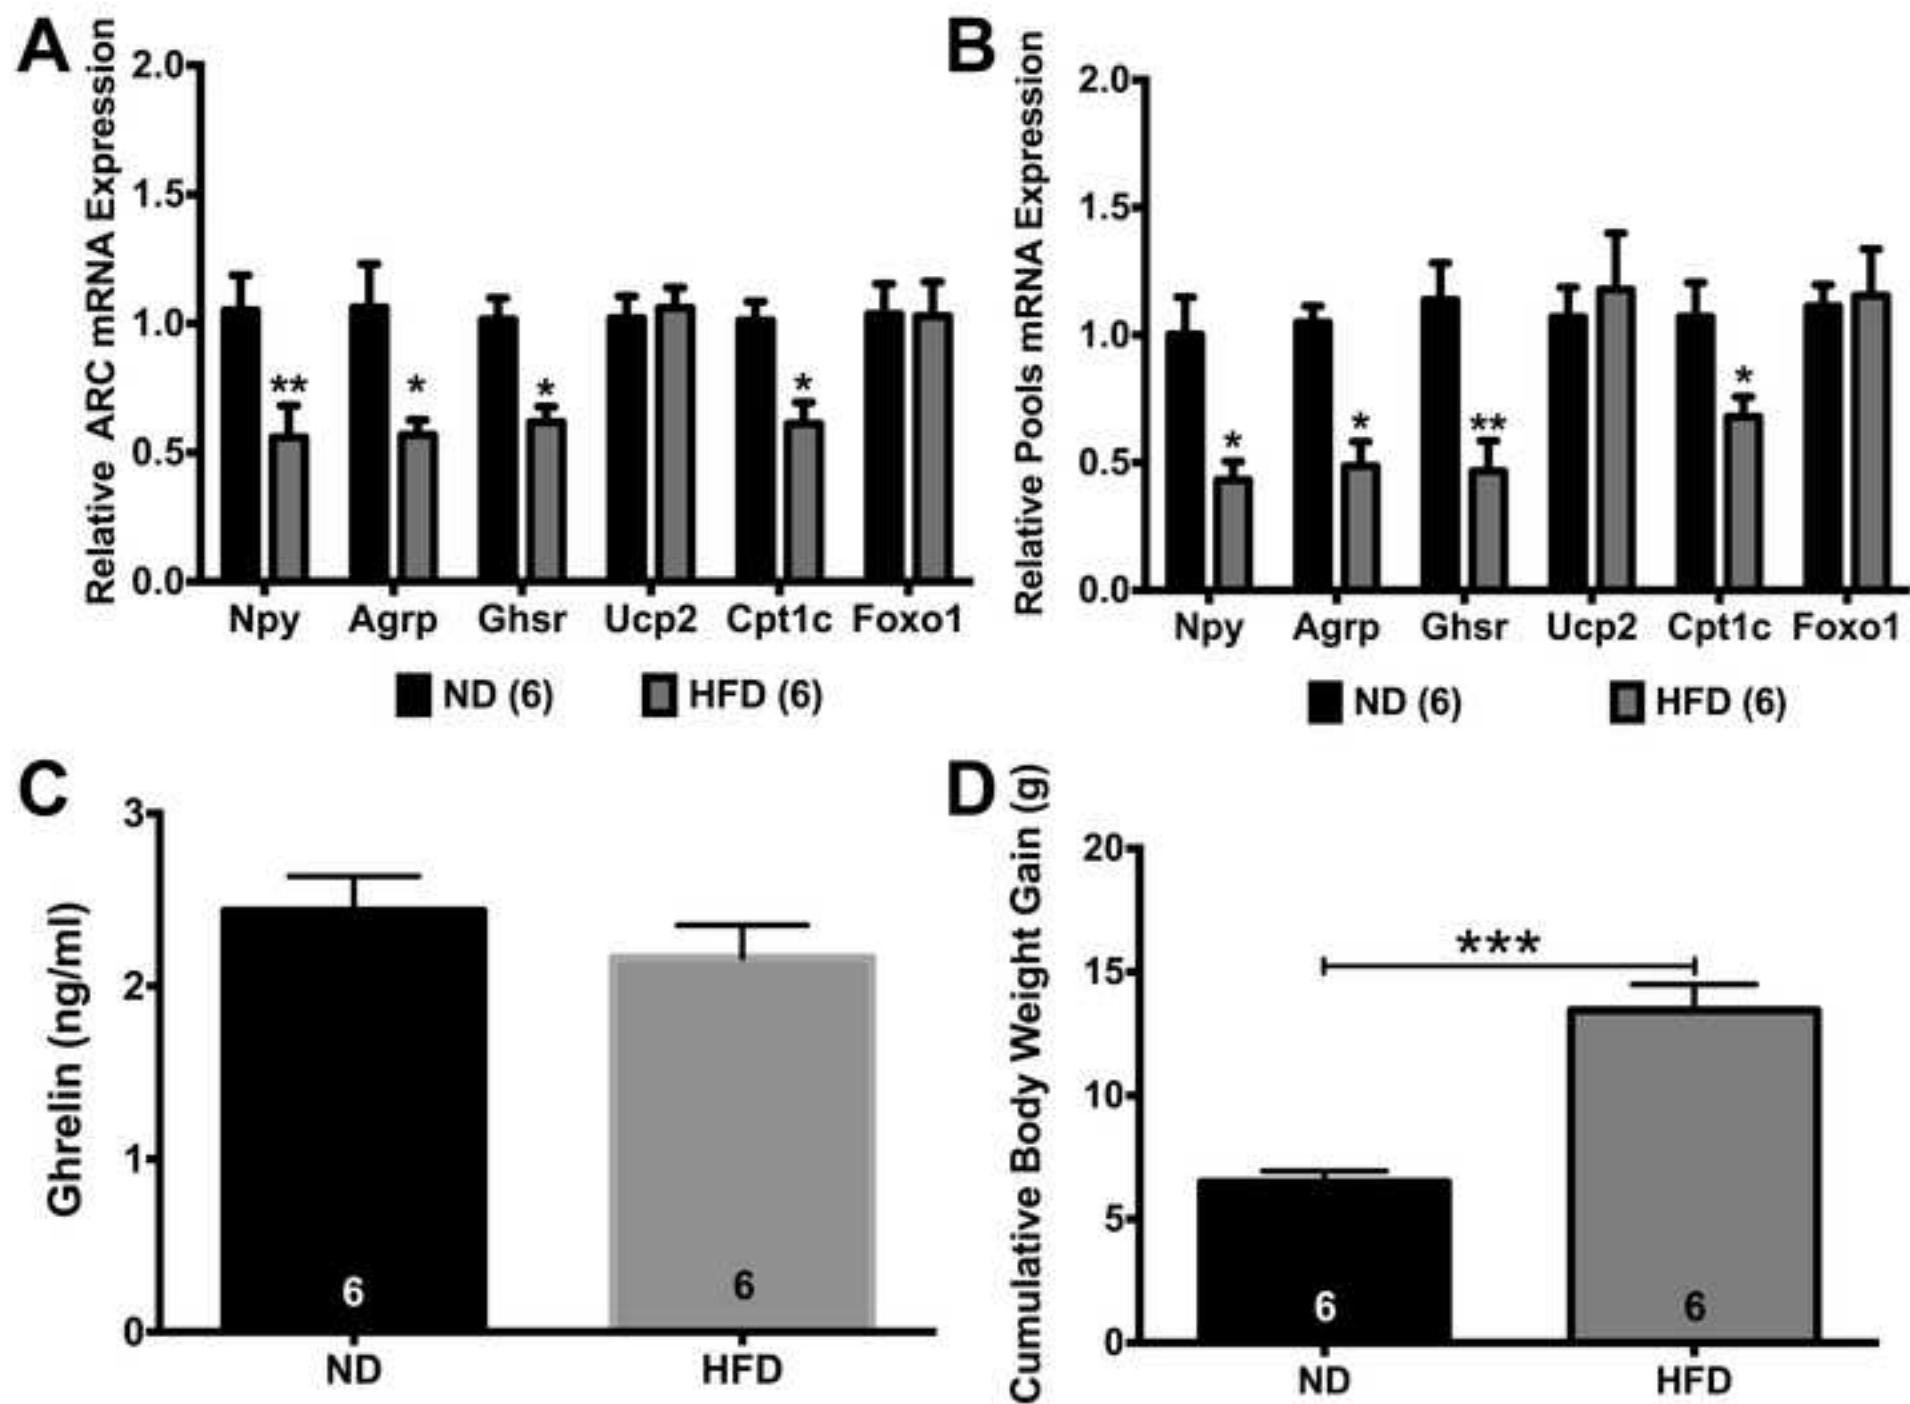 A
Relative ARC mRNA Expression
2.0
1.5
1.0
0.5
0.0
** * * *
Npy Agrp Ghsr Ucp2 Cpt1c Foxo1
ND (6) HFD (6)
B
Relative Pools mRNA Expression
2.0
1.5
1.0
0.5
0.0
* * ** *
Npy Agrp Ghsr Ucp2 Cpt1c Foxo1
ND (6) HFD (6)
C
Ghrelin (ng/ml)
3
2
1
0
6 6
ND HFD
D
Cumulative Body Weight Gain (g)
20
15
10
5
0
***
6 6
ND HFD